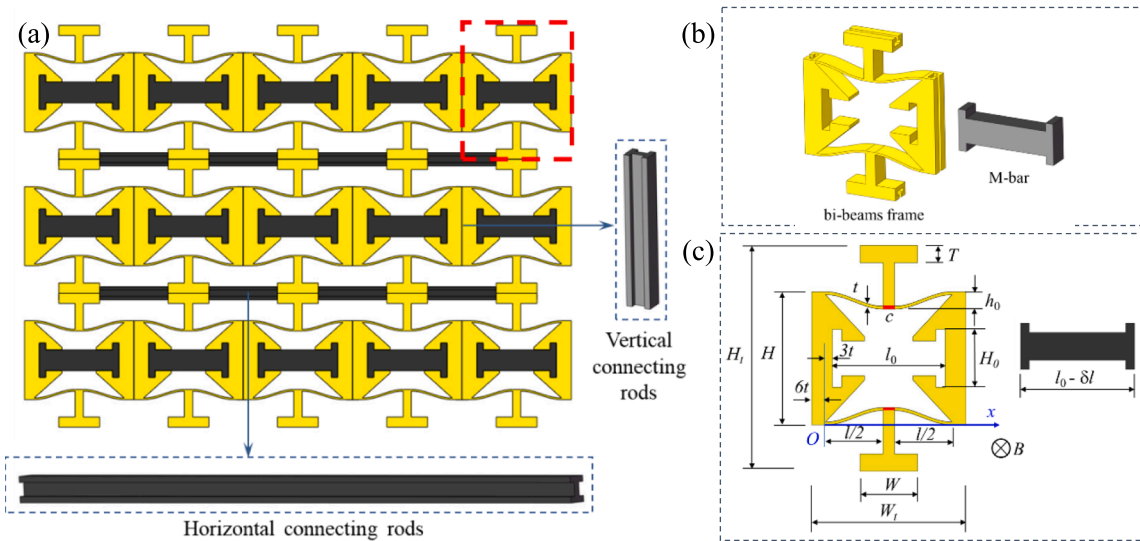 (a)
Vertical
connecting
rods
Horizontal connecting rods
(b)
bi-beams frame
M-bar
(c)
T
t
c
h₀
Hₜ
H
3t
l₀
H₀
6t
l₀ - δl
O
l/2
l/2
x
B
W
Wₜ